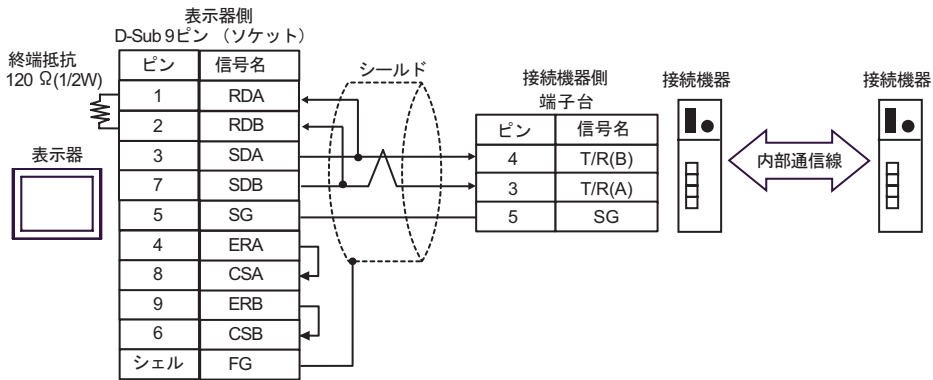 表示器側
D-Sub 9ピン （ソケット）
終端抵抗
120 Ω(1/2W)
表示器
ピン 信号名
1 RDA
2 RDB
3 SDA
7 SDB
5 SG
4 ERA
8 CSA
9 ERB
6 CSB
シェル FG
シールド
接続機器側
端子台
ピン 信号名
4 T/R(B)
3 T/R(A)
5 SG
接続機器
内部通信線
接続機器